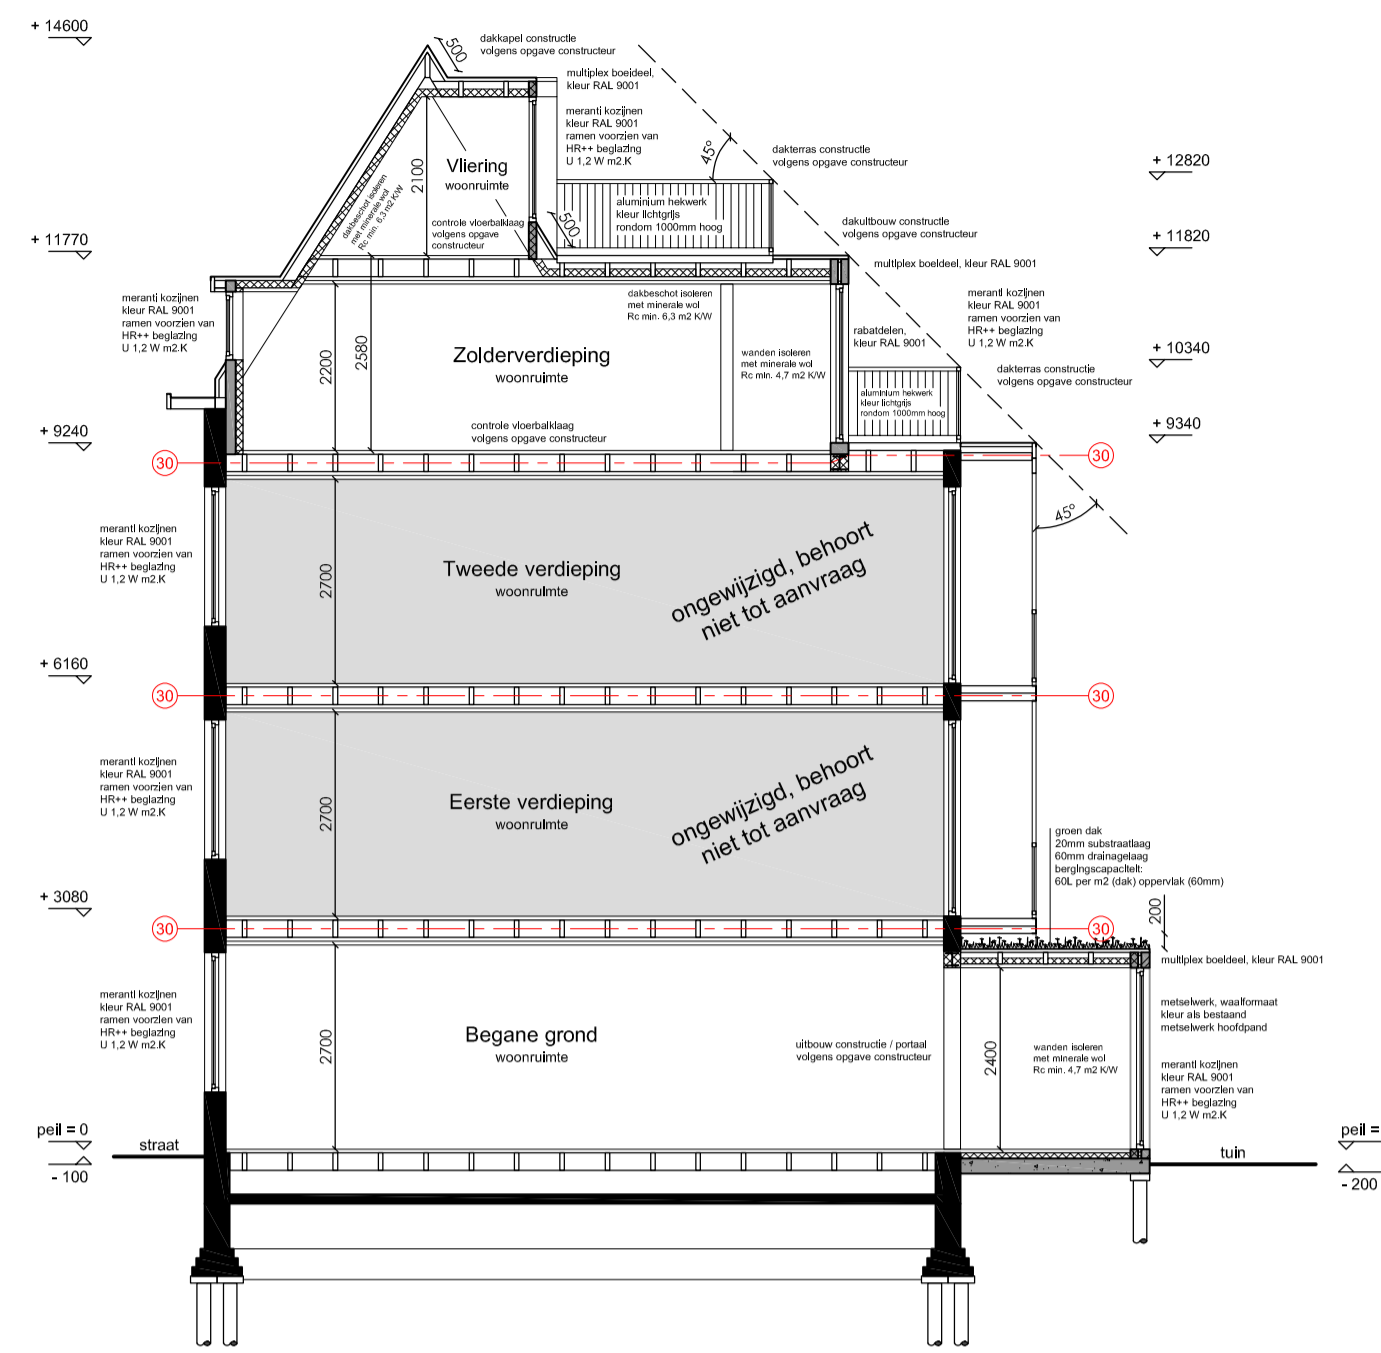 + 14600
dakkapel constructie
volgens opgave constructeur
500
multiplex boeideel,
kleur RAL 9001
meranti kozijnen
kleur RAL 9001
ramen voorzien van
HR++ beglazing
U 1,2 W m2.K
45°
dakterras constructie
volgens opgave constructeur
+ 12820
Vliering
woonruimte
2100
dakbeschot isoleren
met minerale wol
Rc min. 6,3 m2 K/W
controle vloerbalklaag
volgens opgave
constructeur
500
aluminium hekwerk
kleur lichtgrijs
rondom 1000mm hoog
dakuitbouw constructie
volgens opgave constructeur
+ 11770
+ 11820
multiplex boeideel, kleur RAL 9001
meranti kozijnen
kleur RAL 9001
ramen voorzien van
HR++ beglazing
U 1,2 W m2.K
dakbeschot isoleren
met minerale wol
Rc min. 6,3 m2 K/W
meranti kozijnen
kleur RAL 9001
ramen voorzien van
HR++ beglazing
U 1,2 W m2.K
rabatdelen,
kleur RAL 9001
2200
2580
Zolderverdieping
woonruimte
wanden isoleren
met minerale wol
Rc min. 4,7 m2 K/W
+ 10340
dakterras constructie
volgens opgave constructeur
aluminium hekwerk
kleur lichtgrijs
rondom 1000mm hoog
controle vloerbalklaag
volgens opgave constructeur
+ 9240
+ 9340
30
30
45°
meranti kozijnen
kleur RAL 9001
ramen voorzien van
HR++ beglazing
U 1,2 W m2.K
2700
Tweede verdieping
woonruimte
ongewijzigd, behoort
niet tot aanvraag
+ 6160
30
30
meranti kozijnen
kleur RAL 9001
ramen voorzien van
HR++ beglazing
U 1,2 W m2.K
2700
Eerste verdieping
woonruimte
ongewijzigd, behoort
niet tot aanvraag
groen dak
20mm substraatlaag
60mm drainagelaag
bergingscapaciteit:
60L per m2 (dak) oppervlak (60mm)
+ 3080
30
30
200
multiplex boeideel, kleur RAL 9001
meranti kozijnen
kleur RAL 9001
ramen voorzien van
HR++ beglazing
U 1,2 W m2.K
2700
Begane grond
woonruimte
uitbouw constructie / portaal
volgens opgave constructeur
2400
wanden isoleren
met minerale wol
Rc min. 4,7 m2 K/W
metselwerk, waalformaat
kleur als bestaand
metselwerk hoofdpand
meranti kozijnen
kleur RAL 9001
ramen voorzien van
HR++ beglazing
U 1,2 W m2.K
peil = 0
straat
- 100
tuin
peil =
- 200